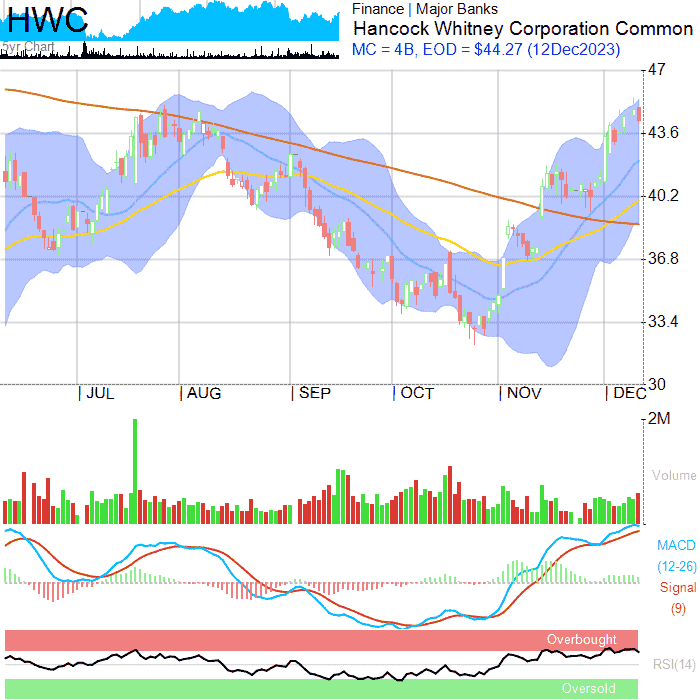 HWC
5yr Chart
Finance | Major Banks
Hancock Whitney Corporation Common
MC = 4B, EOD = $44.27 (12Dec2023)
47
43.6
40.2
36.8
33.4
30
JUL AUG SEP OCT NOV DEC
2M
Volume
MACD
(12-26)
Signal
(9)
Overbought
RSI(14)
Oversold